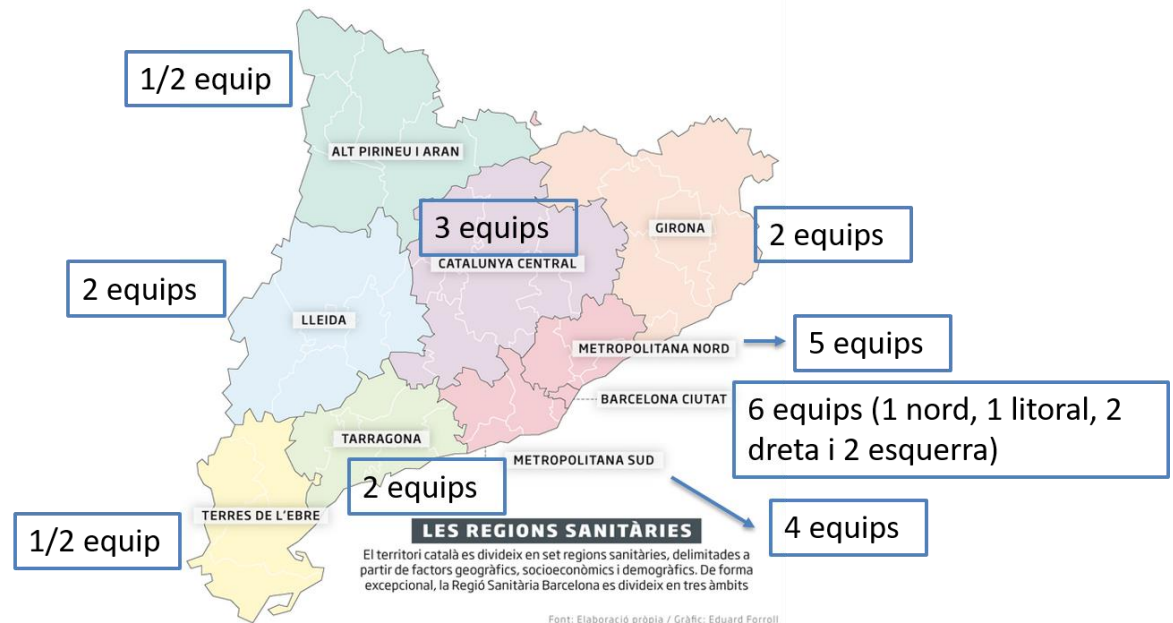 1/2 equip
ALT PIRINEU I ARAN
3 equips
GIRONA
2 equips
CATALUNYA CENTRAL
2 equips
LLEIDA
METROPOLITANA NORD
5 equips
BARCELONA CIUTAT
6 equips (1 nord, 1 litoral, 2
dreta i 2 esquerra)
TARRAGONA
METROPOLITANA SUD
2 equips
TERRES DE L'EBRE
4 equips
1/2 equip
LES REGIONS SANITÀRIES
El territori català es divideix en set regions sanitàries, delimitades a
partir de factors geogràfics, socioeconòmics i demogràfics. De forma
excepcional, la Regió Sanitària Barcelona es divideix en tres àmbits
Font: Elaboració pròpia / Gràfic: Eduard Forroll